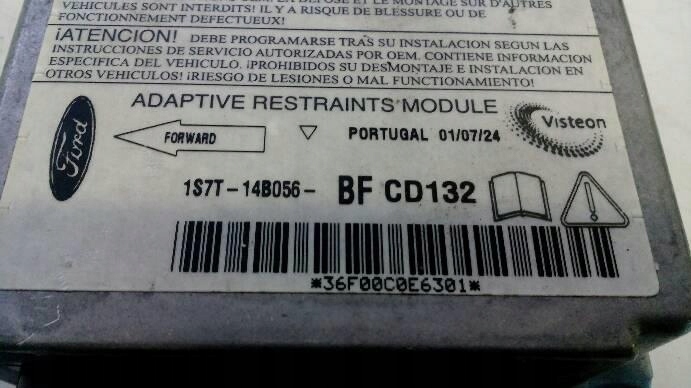 VEHICULES SONT INTERDITS! IL Y A RISQUE DE BLESSURE OU DE
FONCTIONNEMENT DEFECTUEUX!
¡ATENCION! DEBE PROGRAMARSE TRAS SU INSTALACION SEGUN LAS
INSTRUCCIONES DE SERVICIO AUTORIZADAS POR OEM. CONTIENE INFORMACION
ESPECIFICA DEL VEHICULO. ¡PROHIBIDOS SU DESMONTAJE E INSTALACION EN
OTROS VEHICULOS! ¡RIESGO DE LESIONES O MAL FUNCIONAMIENTO!
ADAPTIVE RESTRAINTS MODULE
Ford
FORWARD
PORTUGAL 01/07/24
Visteon
1S7T-14B056- BF CD132
*36F00C0E6301*